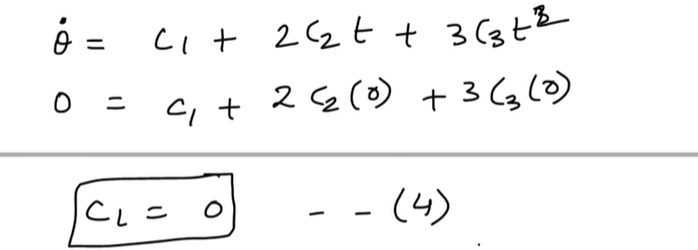 θ̇ = c₁ + 2c₂t + 3c₃t²
0 = c₁ + 2c₂(0) + 3c₃(0)
c₁ = 0 - - (4)